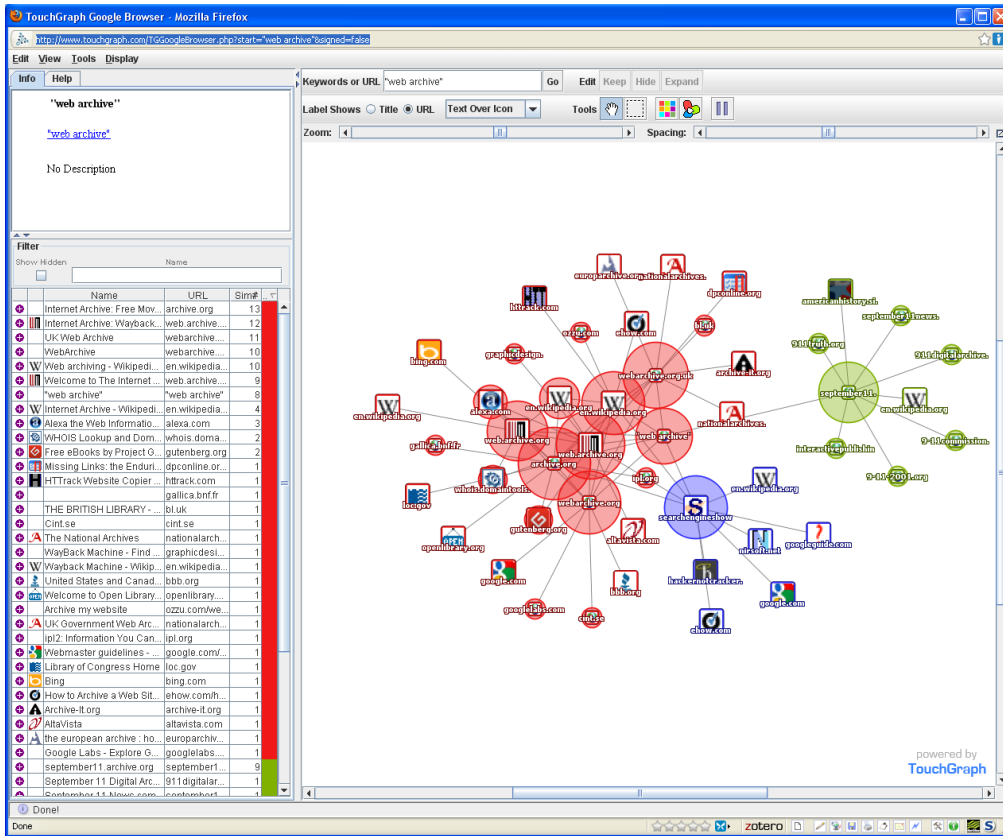 TouchGraph Google Browser - Mozilla Firefox
http://www.touchgraph.com/TGGoogleBrowser.php?start="web archive"&signed=false
Edit View Tools Display
Info Help
"web archive"
"web archive"
No Description
Filter
Show Hidden Name
Name URL Sim# ..
Internet Archive: Free Mov... archive.org 13
Internet Archive: Wayback... web.archive.... 12
UK Web Archive webarchive.... 11
WebArchive webarchive.... 10
Web archiving - Wikipedi... en.wikipedia... 10
Welcome to The Internet ... web.archive.... 9
"web archive" 8
Internet Archive - Wikipedi... en.wikipedia... 4
Alexa the Web Informatio... alexa.com 3
WHOIS Lookup and Dom... whois.doma... 2
Free eBooks by Project G... gutenberg.org 2
Missing Links: the Enduri... dpconline.or... 1
HTTrack Website Copier ... httrack.com 1
gallica.bnf.fr 1
THE BRITISH LIBRARY - ... bl.uk 1
Cint.se cint.se 1
The National Archives nationalarch... 1
WayBack Machine - Find ... graphicdesi... 1
Wayback Machine - Wikip... en.wikipedia... 1
United States and Canad... bbb.org 1
Welcome to Open Library... openlibrary.... 1
Archive my website ozzu.com/we... 1
UK Government Web Arc... nationalarch... 1
ipl2: Information You Can... ipl.org 1
Webmaster guidelines - ... google.com/... 1
Library of Congress Home loc.gov 1
Bing bing.com 1
How to Archive a Web Sit... ehow.com/h... 1
Archive-It.org archive-it.org 1
AltaVista altavista.com 1
the european archive : ho... europarchiv... 1
Google Labs - Explore G... googlelabs.... 1
september11.archive.org september1... 9
September 11 Digital Arc... 911digitalar... 1
September 11 News.com september1... 1
Keywords or URL "web archive" Go Edit Keep Hide Expand
Label Shows Title URL Text Over Icon Tools
Zoom: Spacing:
europarchive.org
nationalarchives.
dpconline.org
httrack.com
americanhistory.si.
september11news.
ozzu.com
ehow.com
bl.uk
911truth.org
graphicdesign.
bing.com
911digitalarchive.
archive-it.org
webarchive.org.uk
september11.
en.wikipedia.org
alexa.com
en.wikipedia.org
en.wikipedia.org
nationalarchives.
en.wikipedia.org
web.archive.org
"web archive"
9-11commission.
gallica.bnf.fr
web.archive.org
interactivepublishin
archive.org
whois.domaintools.
ipl.org
9-11-2001.org
en.wikipedia.org
loc.gov
webarchive.org
searchengineshow
gutenberg.org
altavista.com
openlibrary.org
nirsoft.net
googleguide.com
google.com
bbb.org
hackernotcracker.
google.com
googlelabs.com
cint.se
ehow.com
powered by
TouchGraph
Done!
Done
zotero